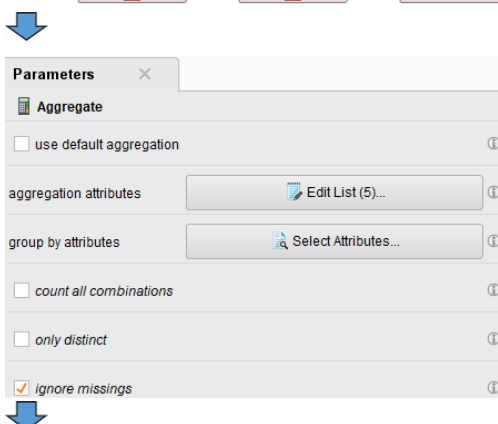 Parameters
Aggregate
use default aggregation
aggregation attributes
Edit List (5)...
group by attributes
Select Attributes...
count all combinations
only distinct
ignore missings